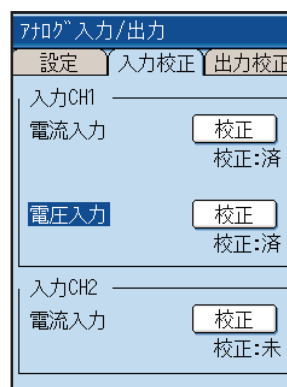 ｱﾅﾛｸﾞ入力/出力
設定 入力校正 出力校正
入力CH1
電流入力 校正
校正:済
電圧入力 校正
校正:済
入力CH2
電流入力 校正
校正:未